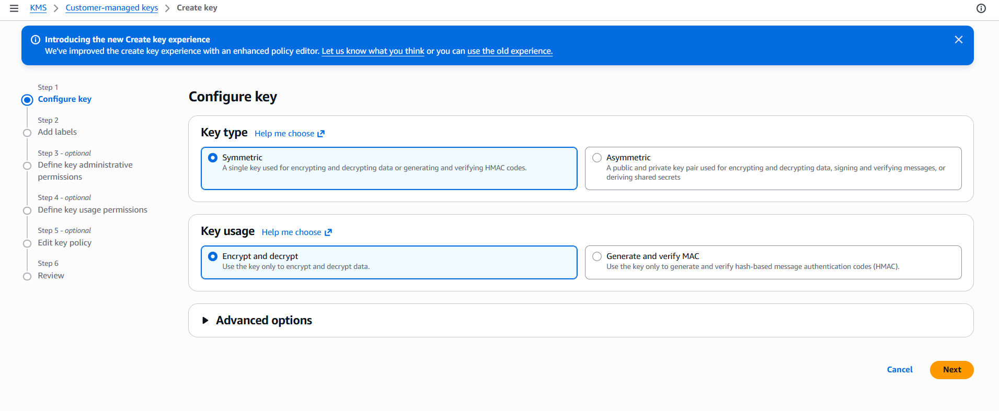 KMS > Customer-managed keys > Create key
Introducing the new Create key experience
We've improved the create key experience with an enhanced policy editor. Let us know what you think or you can use the old experience.
Step 1
Configure key
Step 2
Add labels
Step 3 - optional
Define key administrative
permissions
Step 4 - optional
Define key usage permissions
Step 5 - optional
Edit key policy
Step 6
Review
Configure key
Key type Help me choose
Symmetric
A single key used for encrypting and decrypting data or generating and verifying HMAC codes.
Asymmetric
A public and private key pair used for encrypting and decrypting data, signing and verifying messages, or
deriving shared secrets
Key usage Help me choose
Encrypt and decrypt
Use the key only to encrypt and decrypt data.
Generate and verify MAC
Use the key only to generate and verify hash-based message authentication codes (HMAC).
Advanced options
Cancel
Next